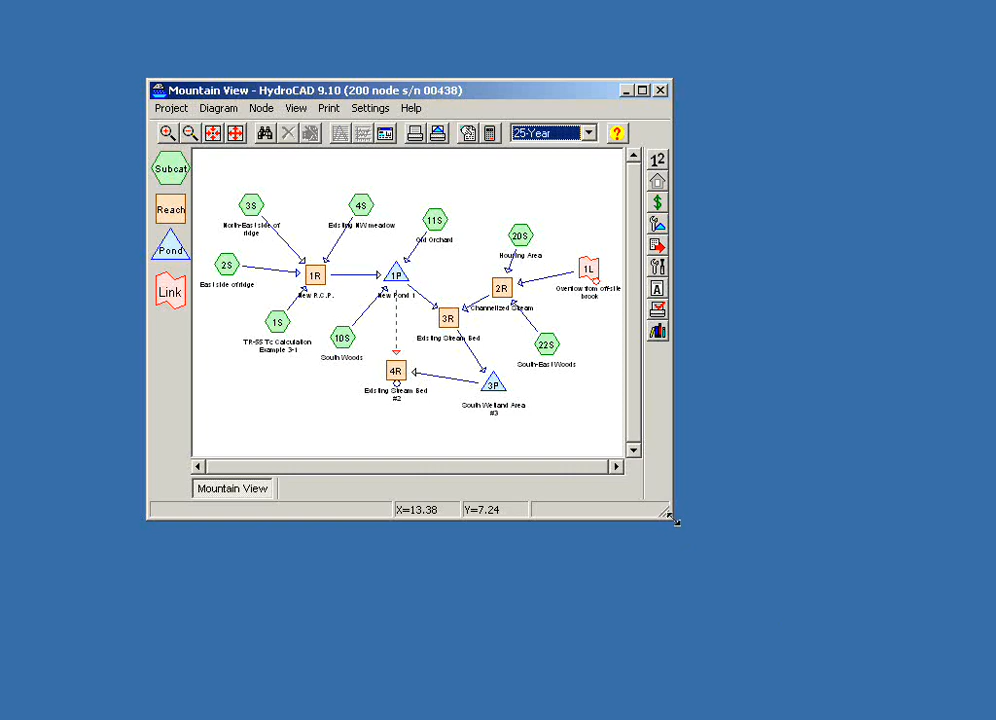 Mountain View - HydroCAD 9.10 (200 node s/n 00438)
Project Diagram Node View Print Settings Help
25-Year
?
12
$
A
Subcat
Reach
Pond
Link
3S
North-East side of
ridge
4S
Existing NW meadow
11S
Old Orchard
20S
Housing Area
2S
East side of ridge
1R
New R.C.P.
1P
New Pond 1
2R
Channelized Stream
1L
Overflow from off-site
brook
1S
TR-55 Tc Calculation
Example 3-1
10S
South Woods
3R
Existing Stream Bed
22S
South-East Woods
4R
Existing Stream Bed
#2
3P
South Wetland Area
#3
Mountain View
X=13.38 Y=7.24